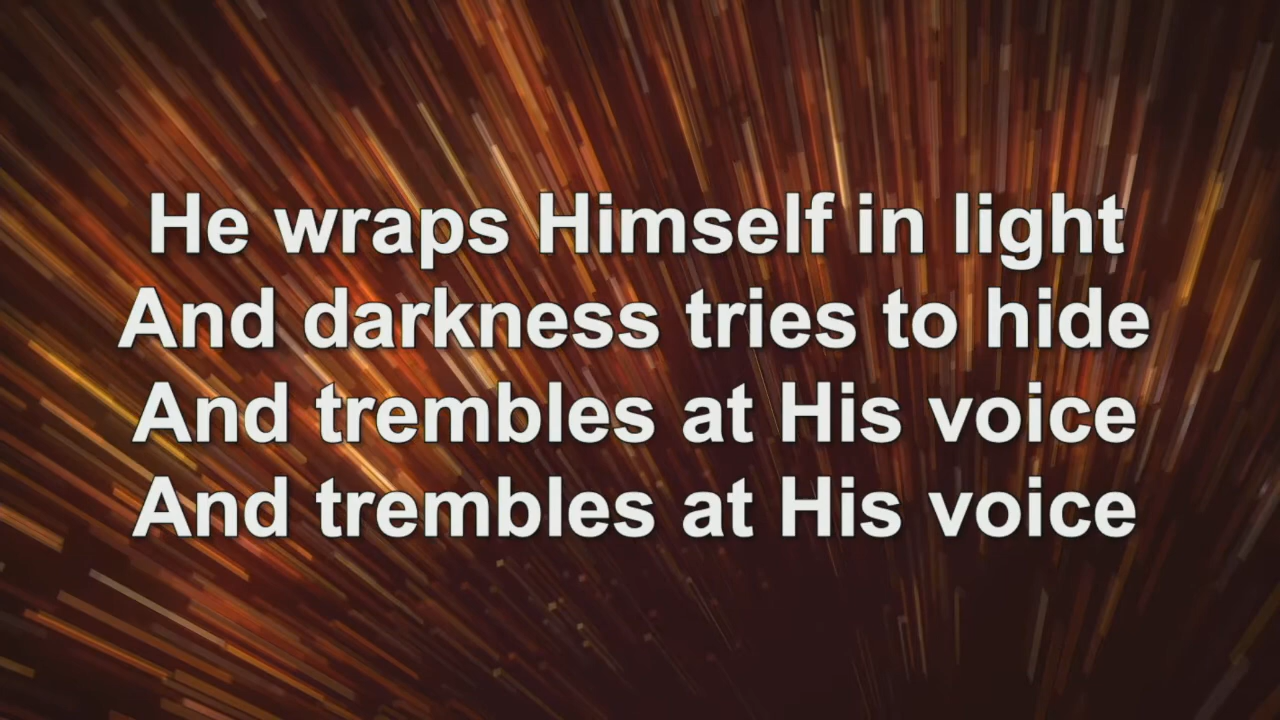 He wraps Himself in light
And darkness tries to hide
And trembles at His voice
And trembles at His voice